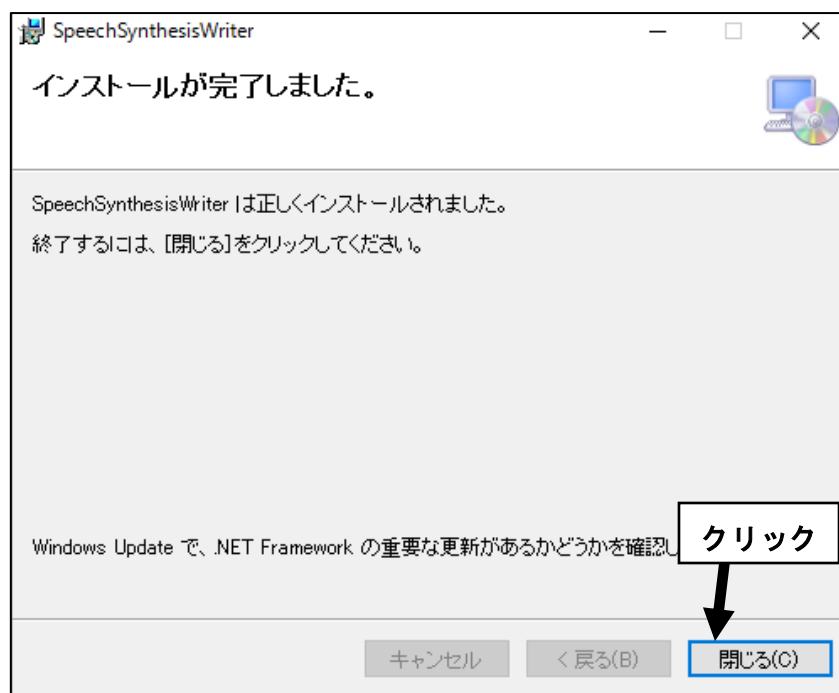 SpeechSynthesisWriter
インストールが完了しました。
SpeechSynthesisWriter は正しくインストールされました。
終了するには、[閉じる]をクリックしてください。
Windows Update で、.NET Framework の重要な更新があるかどうかを確認し
クリック
キャンセル
< 戻る(B)
閉じる(C)